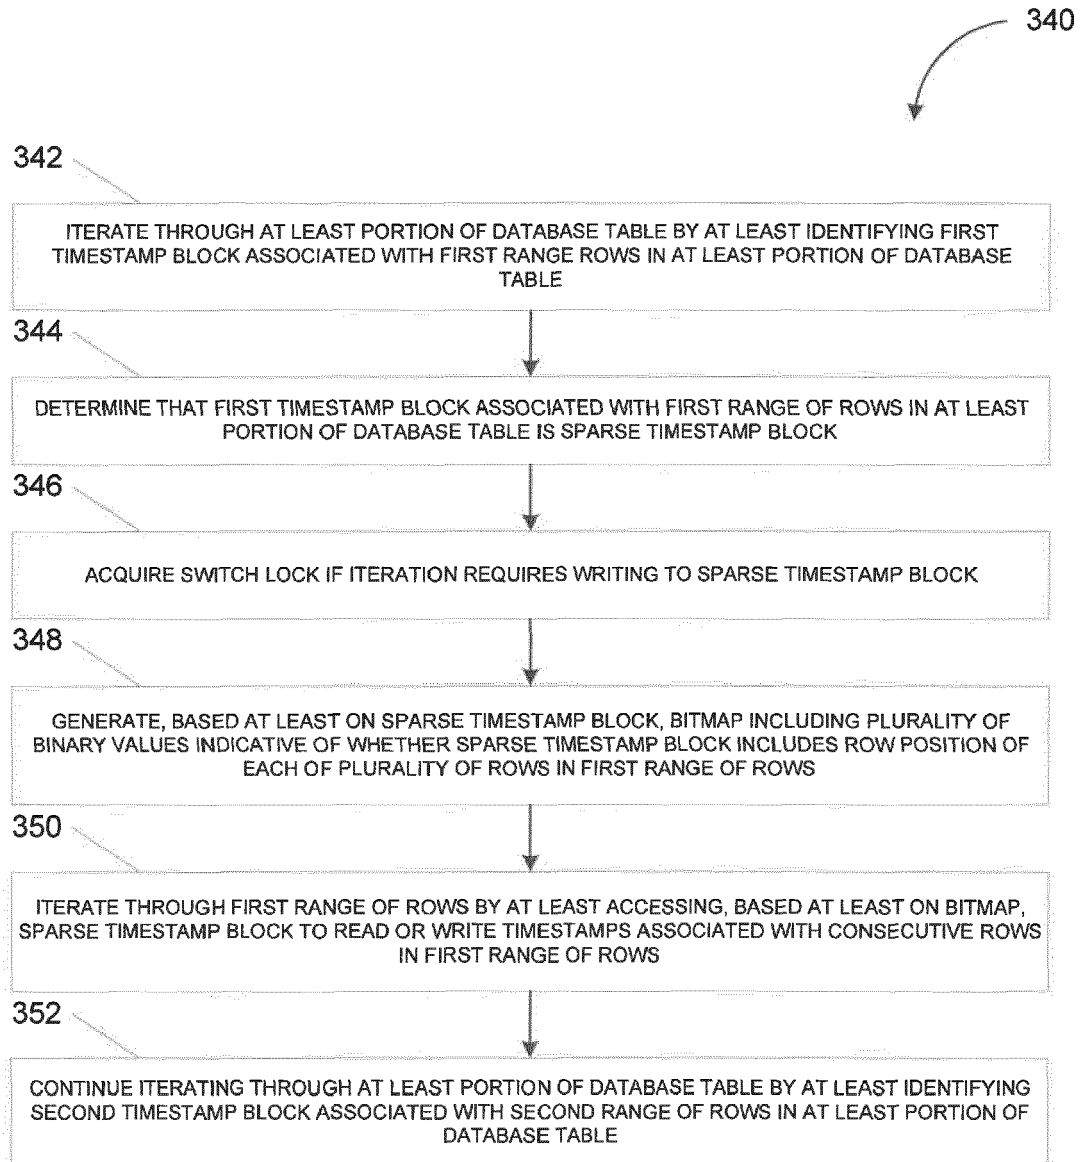 340
342
ITERATE THROUGH AT LEAST PORTION OF DATABASE TABLE BY AT LEAST IDENTIFYING FIRST
TIMESTAMP BLOCK ASSOCIATED WITH FIRST RANGE ROWS IN AT LEAST PORTION OF DATABASE
TABLE
344
DETERMINE THAT FIRST TIMESTAMP BLOCK ASSOCIATED WITH FIRST RANGE OF ROWS IN AT LEAST
PORTION OF DATABASE TABLE IS SPARSE TIMESTAMP BLOCK
346
ACQUIRE SWITCH LOCK IF ITERATION REQUIRES WRITING TO SPARSE TIMESTAMP BLOCK
348
GENERATE, BASED AT LEAST ON SPARSE TIMESTAMP BLOCK, BITMAP INCLUDING PLURALITY OF
BINARY VALUES INDICATIVE OF WHETHER SPARSE TIMESTAMP BLOCK INCLUDES ROW POSITION OF
EACH OF PLURALITY OF ROWS IN FIRST RANGE OF ROWS
350
ITERATE THROUGH FIRST RANGE OF ROWS BY AT LEAST ACCESSING, BASED AT LEAST ON BITMAP,
SPARSE TIMESTAMP BLOCK TO READ OR WRITE TIMESTAMPS ASSOCIATED WITH CONSECUTIVE ROWS
IN FIRST RANGE OF ROWS
352
CONTINUE ITERATING THROUGH AT LEAST PORTION OF DATABASE TABLE BY AT LEAST IDENTIFYING
SECOND TIMESTAMP BLOCK ASSOCIATED WITH SECOND RANGE OF ROWS IN AT LEAST PORTION OF
DATABASE TABLE